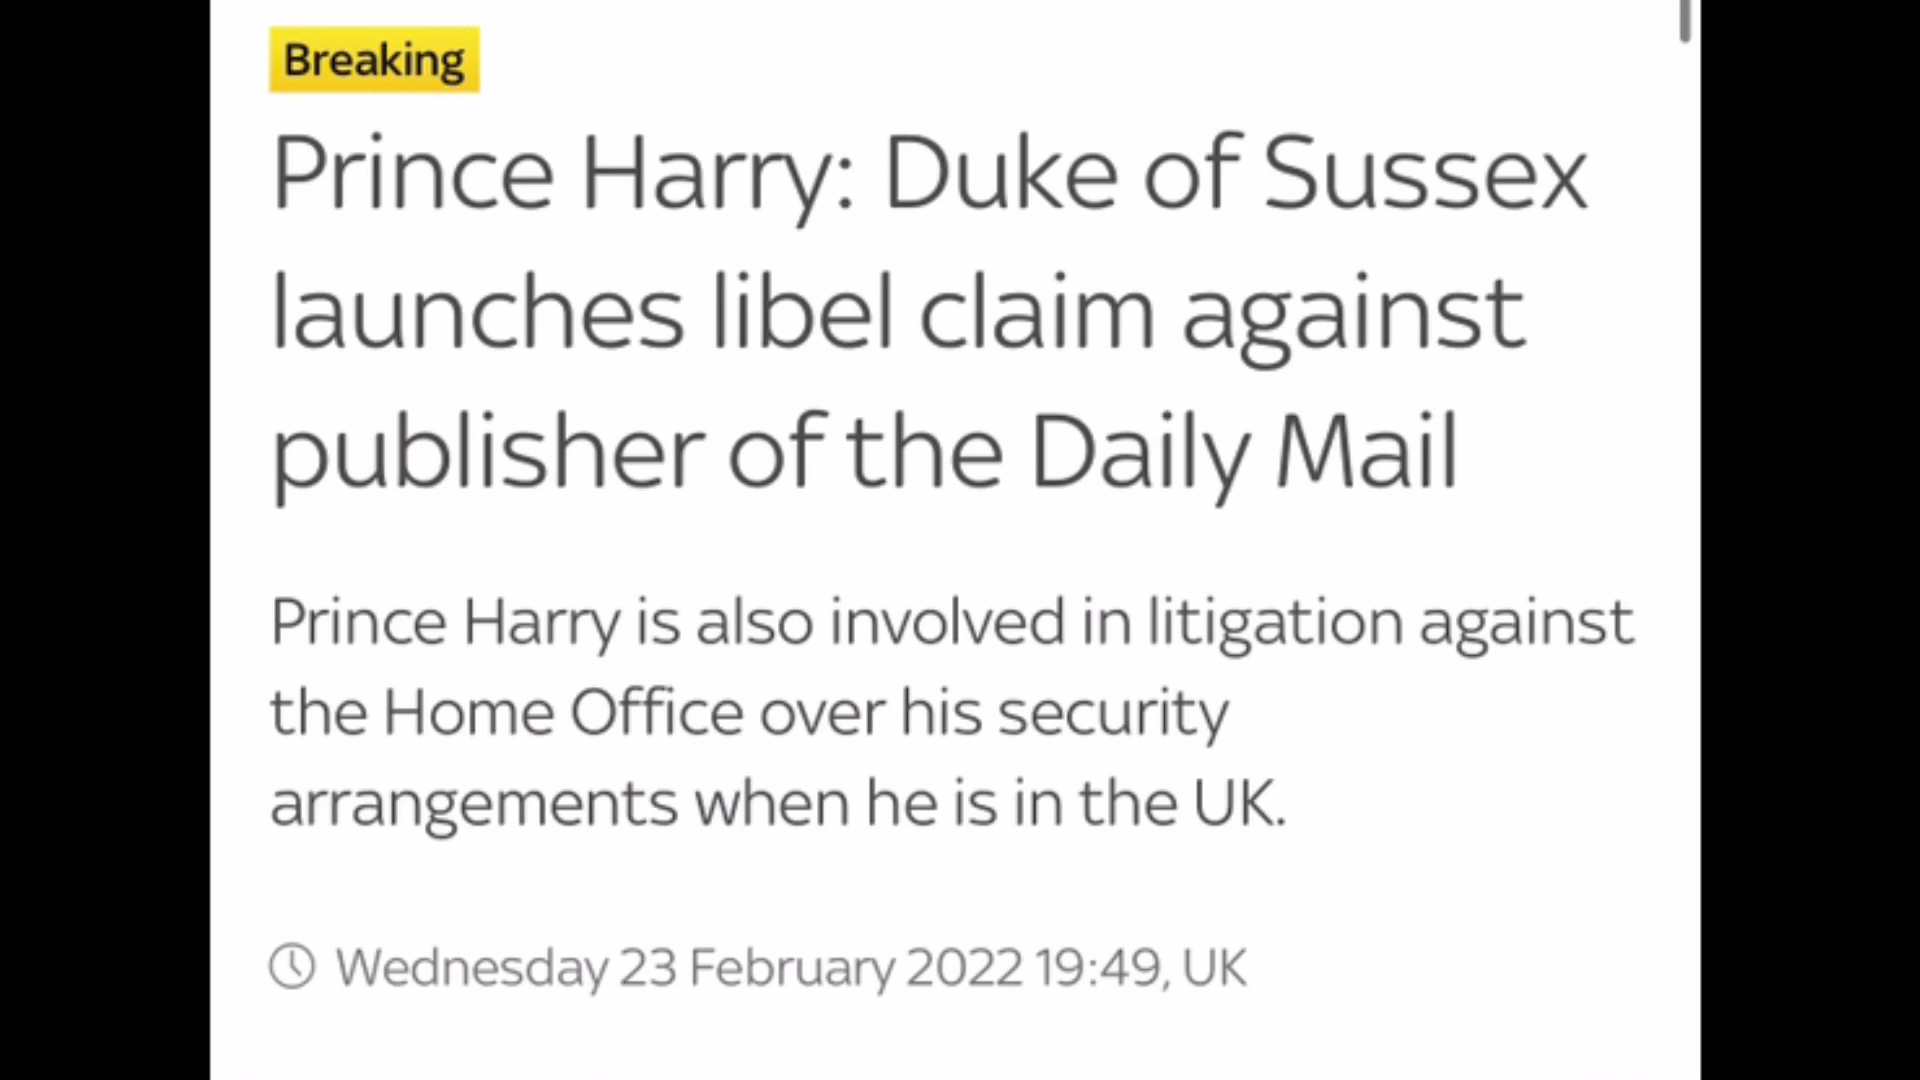 Breaking
Prince Harry: Duke of Sussex
launches libel claim against
publisher of the Daily Mail
Prince Harry is also involved in litigation against
the Home Office over his security
arrangements when he is in the UK.
Wednesday 23 February 2022 19:49, UK